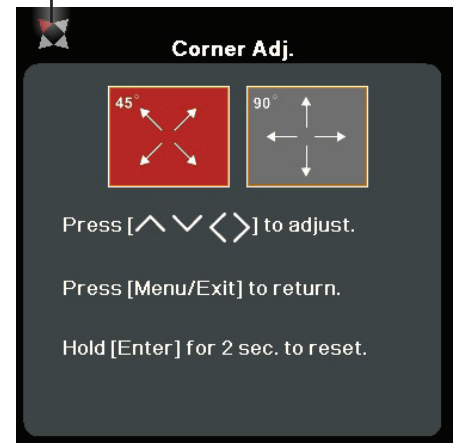 Corner Adj.
45° 90°
Press [∧ ∨ < >] to adjust.
Press [Menu/Exit] to return.
Hold [Enter] for 2 sec. to reset.